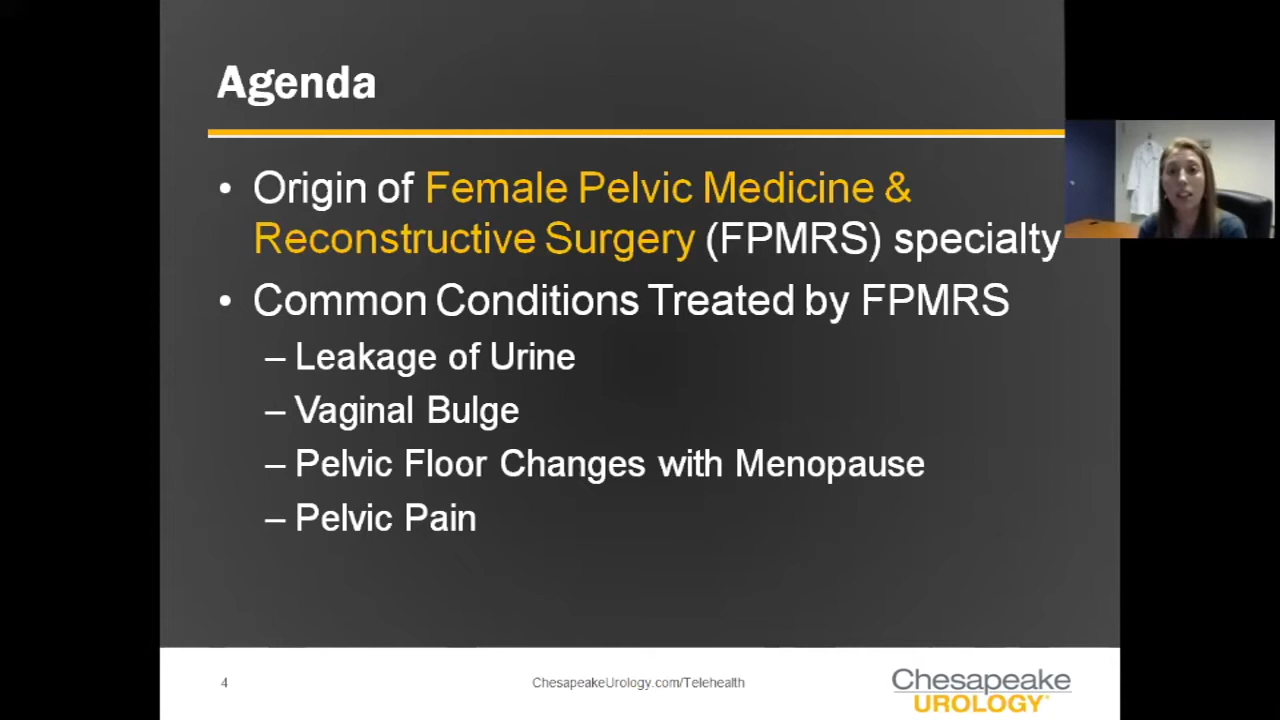 Agenda
• Origin of Female Pelvic Medicine &
Reconstructive Surgery (FPMRS) specialty
• Common Conditions Treated by FPMRS
– Leakage of Urine
– Vaginal Bulge
– Pelvic Floor Changes with Menopause
– Pelvic Pain
4
ChesapeakeUrology.com/Telehealth
Chesapeake
UROLOGY